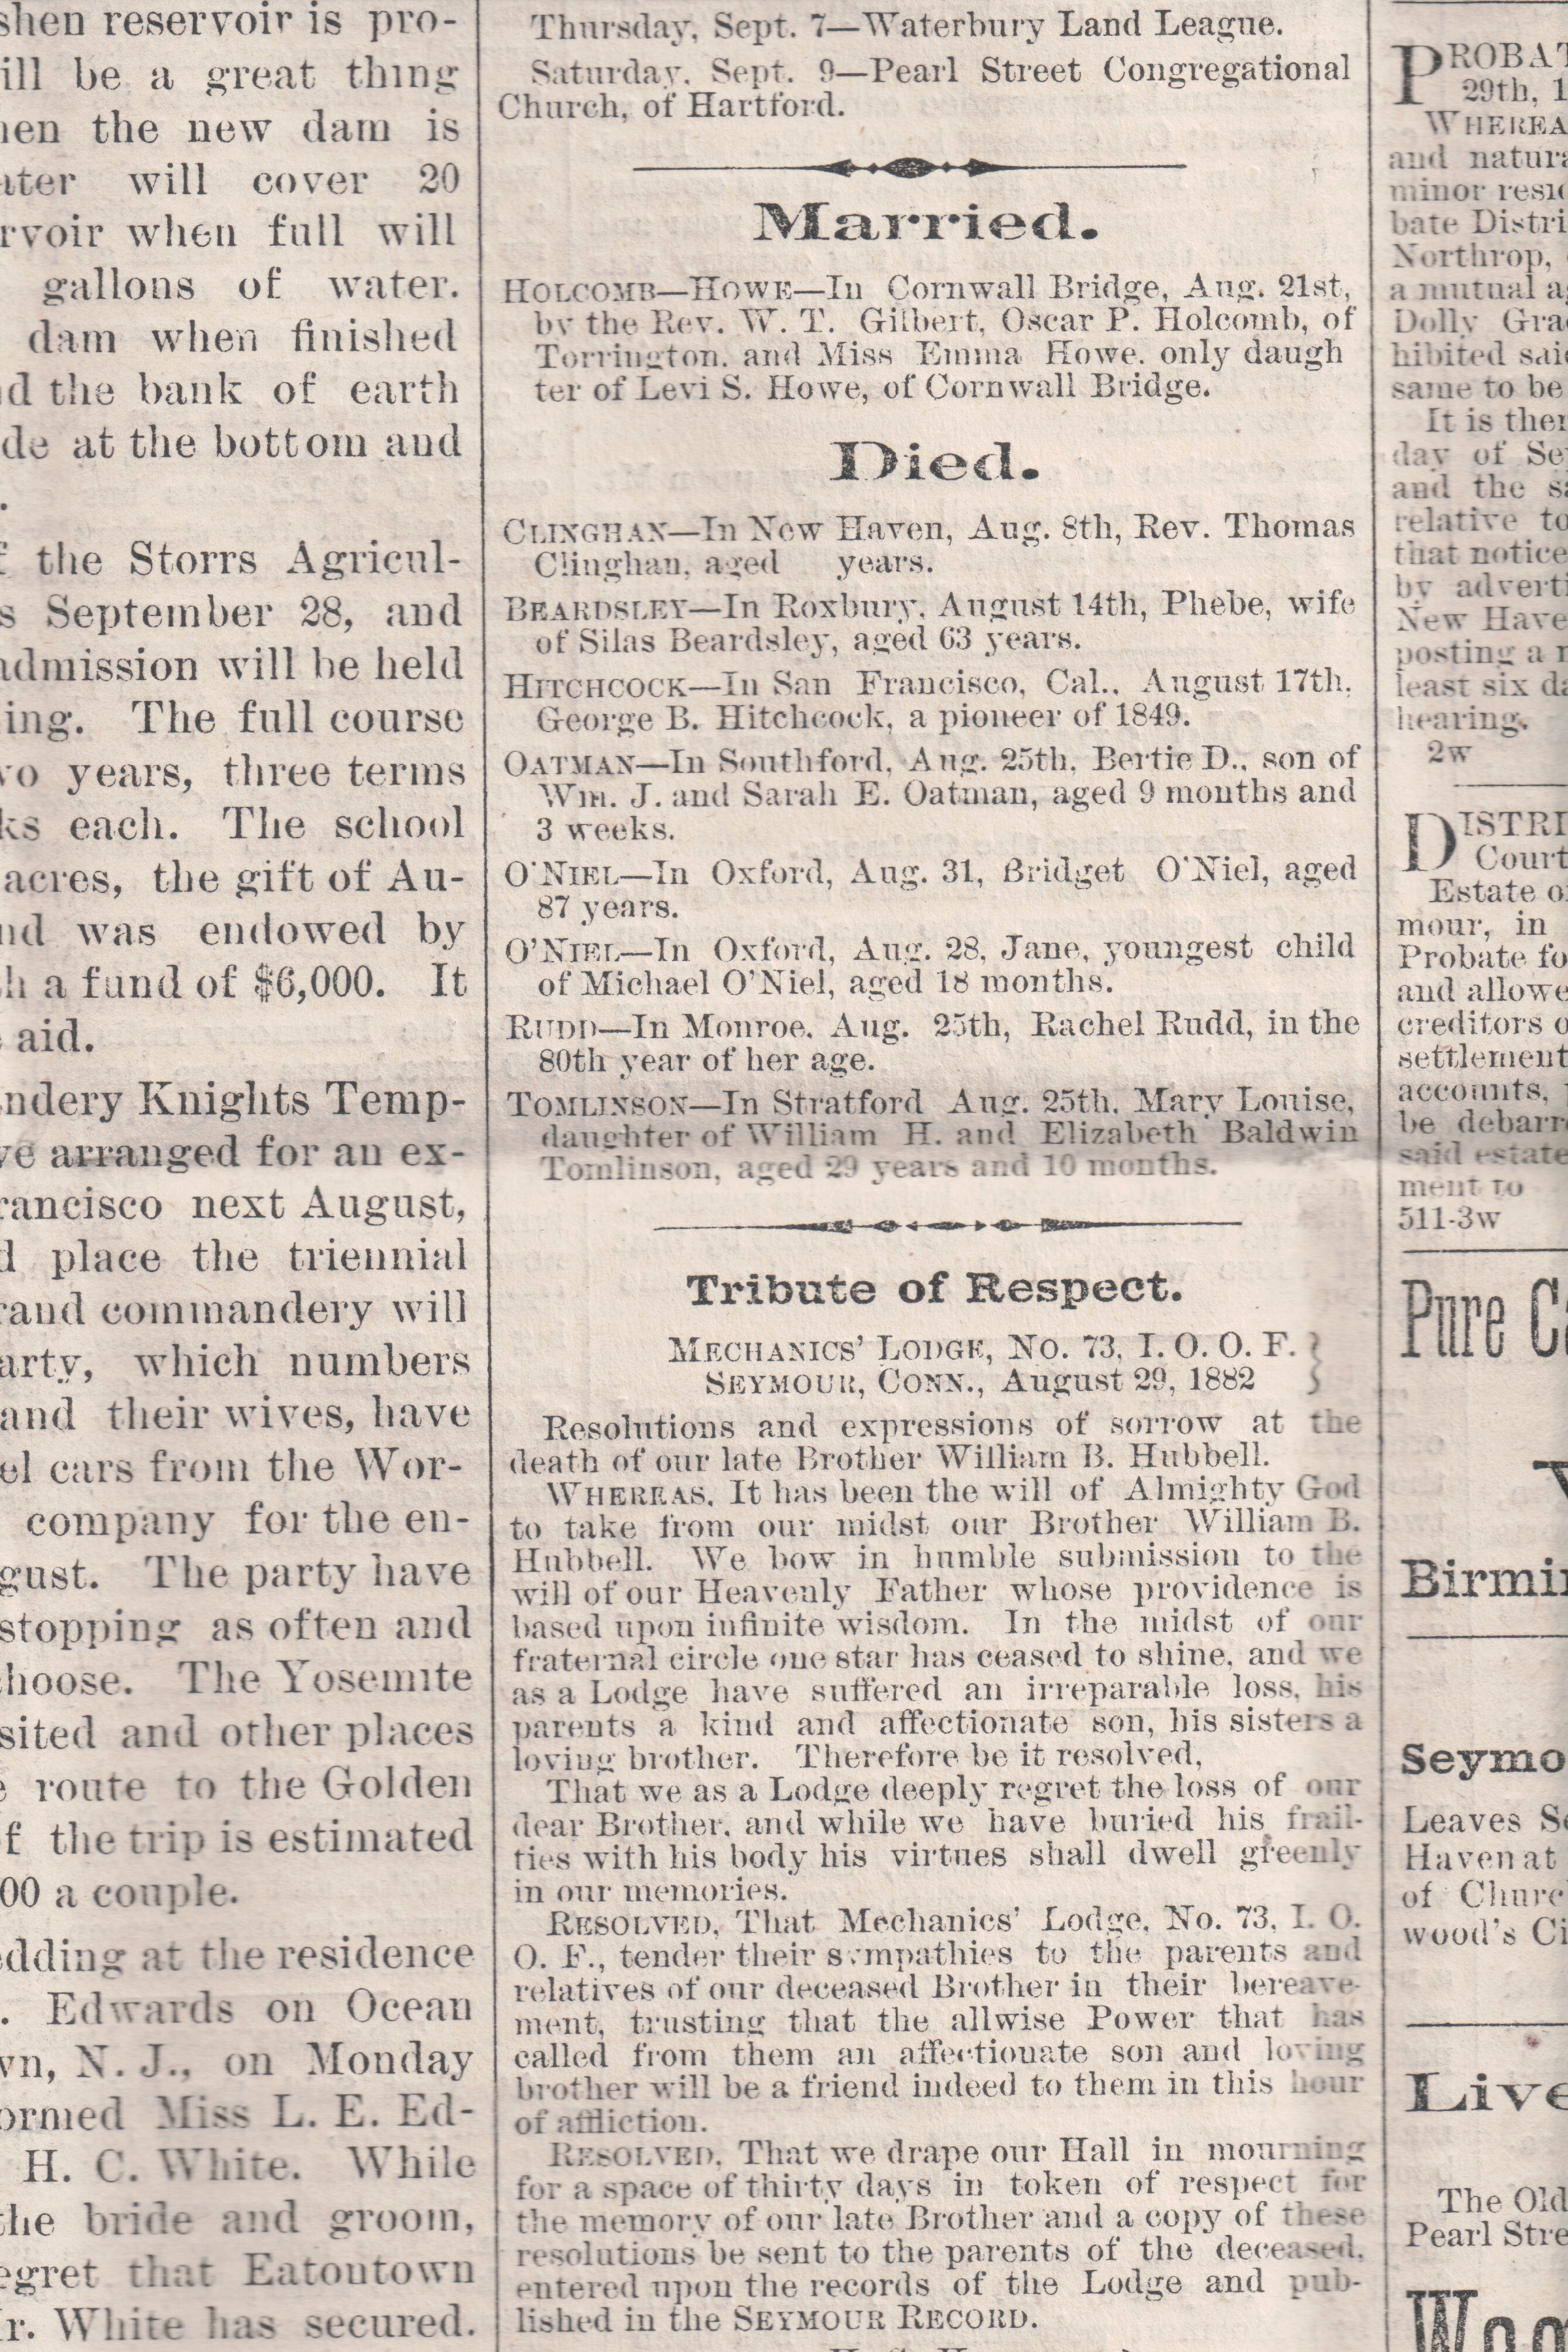 shen reservoir is pro-
ill be a great thing
en the new dam is
ater will cover 20
rvoir when full will
gallons of water.
dam when finished
d the bank of earth
de at the bottom and
.
f the Storrs Agricul-
s September 28, and
admission will be held
ing. The full course
vo years, three terms
ks each. The school
acres, the gift of Au-
nd was endowed by
h a fund of $6,000. It
aid.
ndery Knights Temp-
ve arranged for an ex-
rancisco next August,
d place the triennial
rand commandery will
arty, which numbers
and their wives, have
el cars from the Wor-
company for the en-
gust. The party have
stopping as often and
choose. The Yosemite
sited and other places
e route to the Golden
of the trip is estimated
00 a couple.
edding at the residence
. Edwards on Ocean
wn, N. J., on Monday
ormed Miss L. E. Ed-
H. C. White. While
the bride and groom,
egret that Eatoutown
Mr. White has secured.
Thursday, Sept. 7—Waterbury Land League.
Saturday. Sept. 9—Pearl Street Congregational
Church, of Hartford.
Married.
HOLCOMB—HOWE—In Cornwall Bridge, Aug. 21st,
by the Rev. W. T. Gilbert, Oscar P. Holcomb, of
Torrington. and Miss Emma Howe. only daugh
ter of Levi S. Howe, of Cornwall Bridge.
Died.
CLINGHAN—In New Haven, Aug. 8th, Rev. Thomas
Clinghan, aged years.
BEARDSLEY—In Roxbury, August 14th, Phebe, wife
of Silas Beardsley, aged 63 years.
HITCHCOCK—In San Francisco, Cal., August 17th,
George B. Hitchcock, a pioneer of 1849.
OATMAN—In Southford, Aug. 25th, Bertie D., son of
Wm. J. and Sarah E. Oatman, aged 9 months and
3 weeks.
O'NIEL—In Oxford, Aug. 31, Bridget O'Niel, aged
87 years.
O'NIEL—In Oxford, Aug. 28, Jane, youngest child
of Michael O'Niel, aged 18 months.
RUDD—In Monroe. Aug. 25th, Rachel Rudd, in the
80th year of her age.
TOMLINSON—In Stratford Aug. 25th, Mary Louise,
daughter of William H. and Elizabeth Baldwin
Tomlinson, aged 29 years and 10 months.
Tribute of Respect.
MECHANICS' LODGE, NO. 73, I. O. O. F. }
SEYMOUR, CONN., August 29, 1882 }
Resolutions and expressions of sorrow at the
death of our late Brother William B. Hubbell.
WHEREAS, It has been the will of Almighty God
to take from our midst our Brother William B.
Hubbell. We bow in humble submission to the
will of our Heavenly Father whose providence is
based upon infinite wisdom. In the midst of our
fraternal circle one star has ceased to shine, and we
as a Lodge have suffered an irreparable loss, his
parents a kind and affectionate son, his sisters a
loving brother. Therefore be it resolved,
That we as a Lodge deeply regret the loss of our
dear Brother, and while we have buried his frail-
ties with his body his virtues shall dwell greenly
in our memories.
RESOLVED, That Mechanics' Lodge, No. 73, I. O.
O. F., tender their sympathies to the parents and
relatives of our deceased Brother in their bereave-
ment, trusting that the allwise Power that has
called from them an affectionate son and loving
brother will be a friend indeed to them in this hour
of affliction.
RESOLVED, That we drape our Hall in mourning
for a space of thirty days in token of respect for
the memory of our late Brother and a copy of these
resolutions be sent to the parents of the deceased,
entered upon the records of the Lodge and pub-
lished in the SEYMOUR RECORD.
PROBAT
29th, 1
WHEREA
and natura
minor resid
bate Distri
Northrop,
a mutual a
Dolly Grac
hibited said
same to be
It is ther
day of Se
and the sa
relative to
that notice
by adverti
New Have
posting a n
least six da
hearing.
2w
DISTRI
Court
Estate o
mour, in
Probate fo
and allowe
creditors o
settlement
accounts,
be debarre
said estate
ment to
511-3w
Pure Ca
Birmin
Seymo
Leaves Se
Haven at
of Churc
wood's Ci
Live
The Old
Pearl Stre
Woo